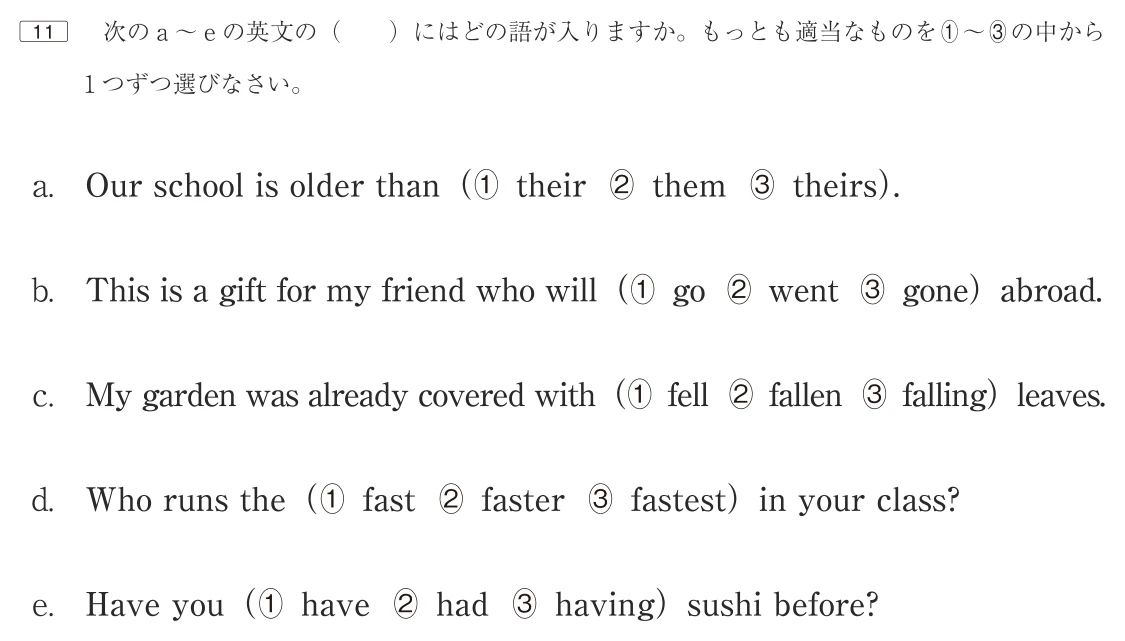 11 次のa～eの英文の（　　）にはどの語が入りますか。もっとも適当なものを①～③の中から
1つずつ選びなさい。
a. Our school is older than (① their ② them ③ theirs).
b. This is a gift for my friend who will (① go ② went ③ gone) abroad.
c. My garden was already covered with (① fell ② fallen ③ falling) leaves.
d. Who runs the (① fast ② faster ③ fastest) in your class?
e. Have you (① have ② had ③ having) sushi before?